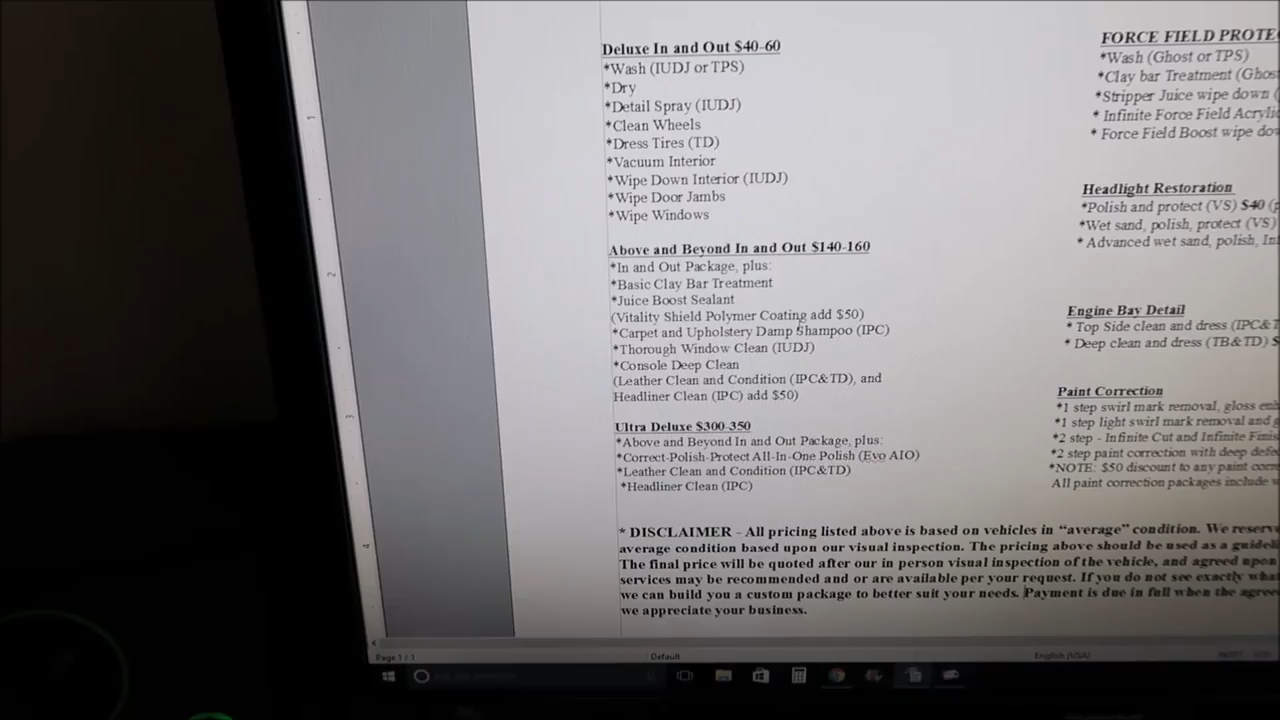 Deluxe In and Out $40-60
*Wash (IUDJ or TPS)
*Dry
*Detail Spray (IUDJ)
*Clean Wheels
*Dress Tires (TD)
*Vacuum Interior
*Wipe Down Interior (IUDJ)
*Wipe Door Jambs
*Wipe Windows
Above and Beyond In and Out $140-160
*In and Out Package, plus:
*Basic Clay Bar Treatment
*Juice Boost Sealant
(Vitality Shield Polymer Coating add $50)
*Carpet and Upholstery Damp Shampoo (IPC)
*Thorough Window Clean (IUDJ)
*Console Deep Clean
(Leather Clean and Condition (IPC&TD), and
Headliner Clean (IPC) add $50)
Ultra Deluxe $300-350
*Above and Beyond In and Out Package, plus:
*Correct-Polish-Protect All-In-One Polish (Evo AIO)
*Leather Clean and Condition (IPC&TD)
*Headliner Clean (IPC)
FORCE FIELD
*Wash (Ghost or TPS)
*Clay bar Treatment
*Stripper Juice wipe down
* Infinite Force Field
* Force Field Boost wipe
Headlight Restoration
*Polish and protect (VS) $40
*Wet sand, polish, protect (VS)
* Advanced wet sand, polish,
Engine Bay Detail
* Top Side clean and dress
* Deep clean and dress (TB&TD)
Paint Correction
*1 step swirl mark removal, gloss
*1 step light swirl mark removal and
*2 step - Infinite Cut and Infinite
*2 step paint correction with deep
*NOTE: $50 discount to any paint
All paint correction packages include
* DISCLAIMER - All pricing listed above is based on vehicles in “average” condition. We
average condition based upon our visual inspection. The pricing above should be used as a
The final price will be quoted after our in person visual inspection of the vehicle, and agreed upon
services may be recommended and or are available per your request. If you do not see exactly what
we can build you a custom package to better suit your needs. Payment is due in full when the
we appreciate your business.
Page 1 / 1
Default
English (USA)